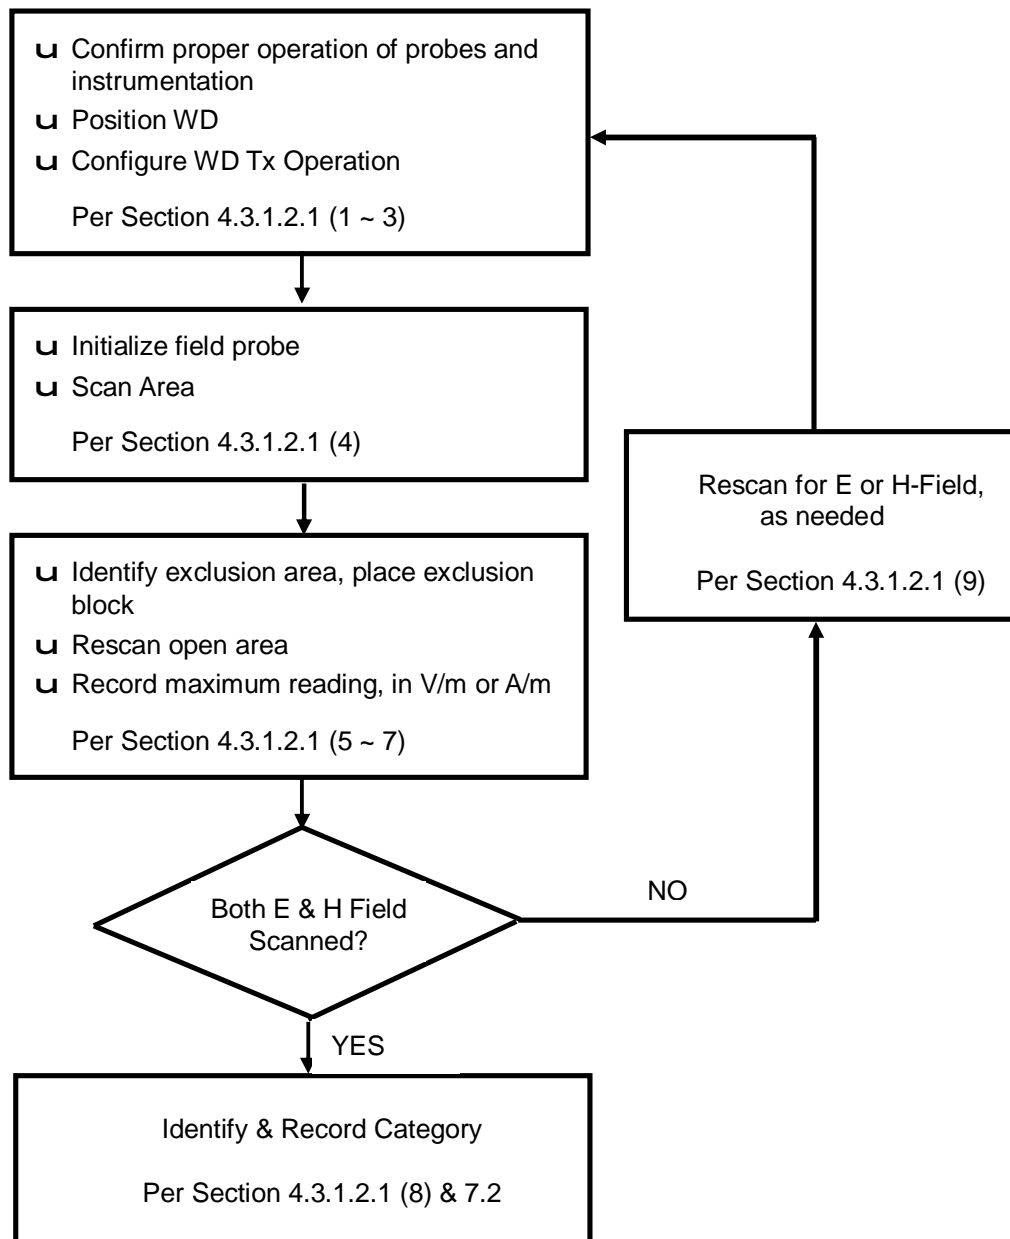 u Confirm proper operation of probes and
instrumentation
u Position WD
u Configure WD Tx Operation
Per Section 4.3.1.2.1 (1 ~ 3)
u Initialize field probe
u Scan Area
Per Section 4.3.1.2.1 (4)
Rescan for E or H-Field,
as needed
Per Section 4.3.1.2.1 (9)
u Identify exclusion area, place exclusion
block
u Rescan open area
u Record maximum reading, in V/m or A/m
Per Section 4.3.1.2.1 (5 ~ 7)
Both E & H Field
Scanned?
NO
YES
Identify & Record Category
Per Section 4.3.1.2.1 (8) & 7.2